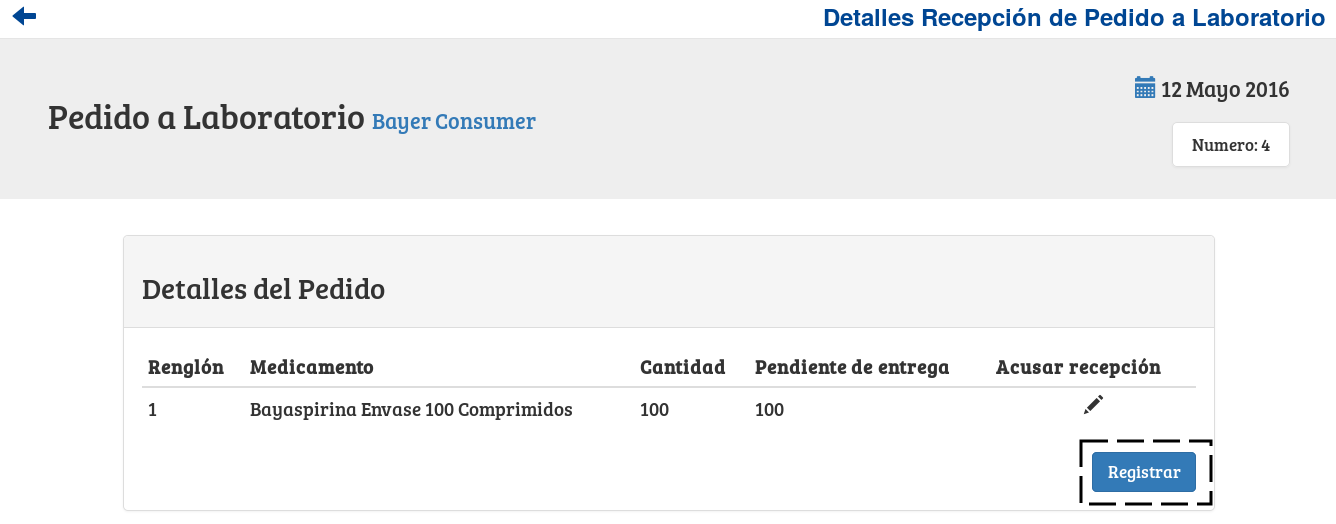 Detalles Recepción de Pedido a Laboratorio
12 Mayo 2016
Pedido a Laboratorio Bayer Consumer
Numero: 4
Detalles del Pedido
Renglón Medicamento Cantidad Pendiente de entrega Acusar recepción
1 Bayaspirina Envase 100 Comprimidos 100 100
Registrar